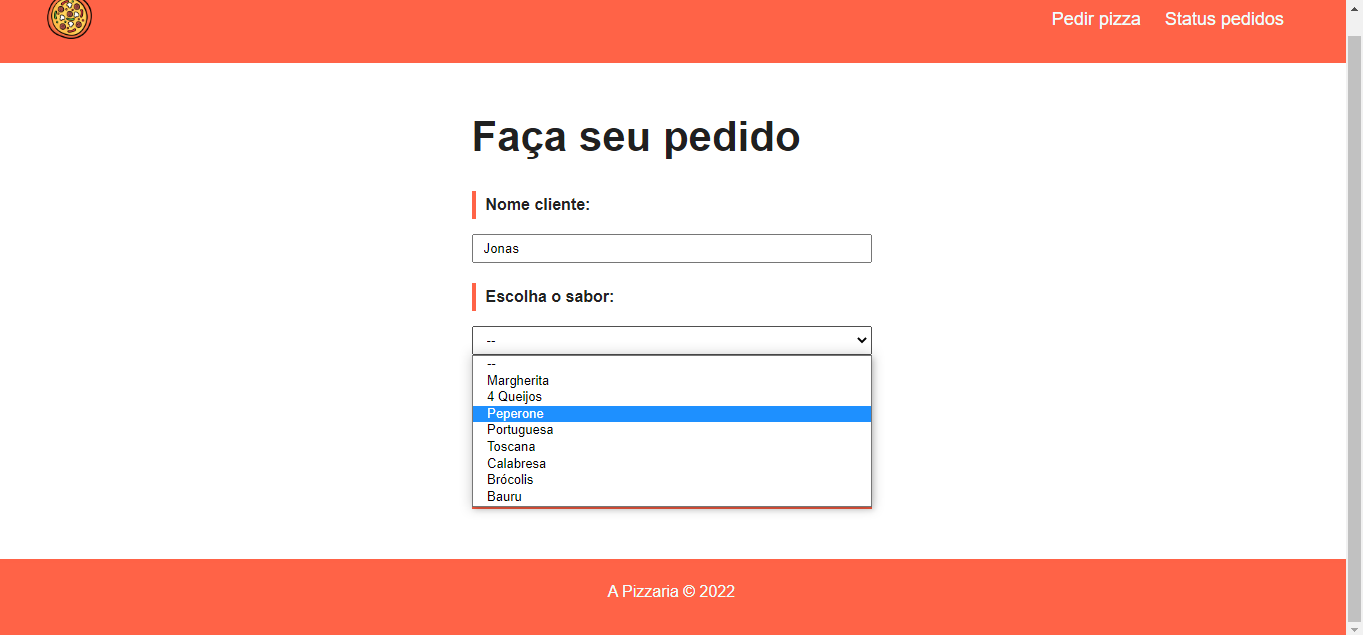 Pedir pizza Status pedidos
Faça seu pedido
Nome cliente:
Jonas
Escolha o sabor:
--
--
Margherita
4 Queijos
Peperone
Portuguesa
Toscana
Calabresa
Brócolis
Bauru
A Pizzaria © 2022